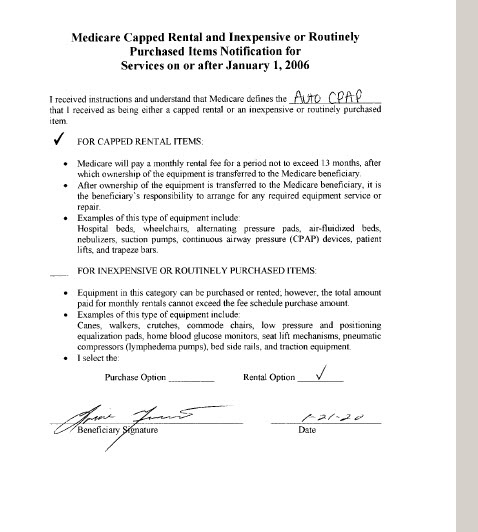 Medicare Capped Rental and Inexpensive or Routinely
Purchased Items Notification for
Services on or after January 1, 2006
I received instructions and understand that Medicare defines the AUTO CPAP
that I received as being either a capped rental or an inexpensive or routinely purchased
item.
✓ FOR CAPPED RENTAL ITEMS:
• Medicare will pay a monthly rental fee for a period not to exceed 13 months, after
which ownership of the equipment is transferred to the Medicare beneficiary.
• After ownership of the equipment is transferred to the Medicare beneficiary, it is
the beneficiary's responsibility to arrange for any required equipment service or
repair.
• Examples of this type of equipment include:
Hospital beds, wheelchairs, alternating pressure pads, air-fluidized beds,
nebulizers, suction pumps, continuous airway pressure (CPAP) devices, patient
lifts, and trapeze bars.
____ FOR INEXPENSIVE OR ROUTINELY PURCHASED ITEMS:
• Equipment in this category can be purchased or rented; however, the total amount
paid for monthly rentals cannot exceed the fee schedule purchase amount.
• Examples of this type of equipment include:
Canes, walkers, crutches, commode chairs, low pressure and positioning
equalization pads, home blood glucose monitors, seat lift mechanisms, pneumatic
compressors (lymphedema pumps), bed side rails, and traction equipment.
• I select the:
Purchase Option __________ Rental Option ✓
1-21-20
Beneficiary Signature Date